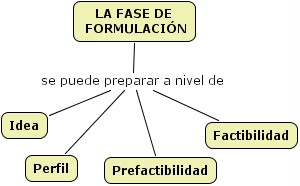 LA FASE DE
FORMULACIÓN
se puede preparar a nivel de
Idea
Perfil
Prefactibilidad
Factibilidad